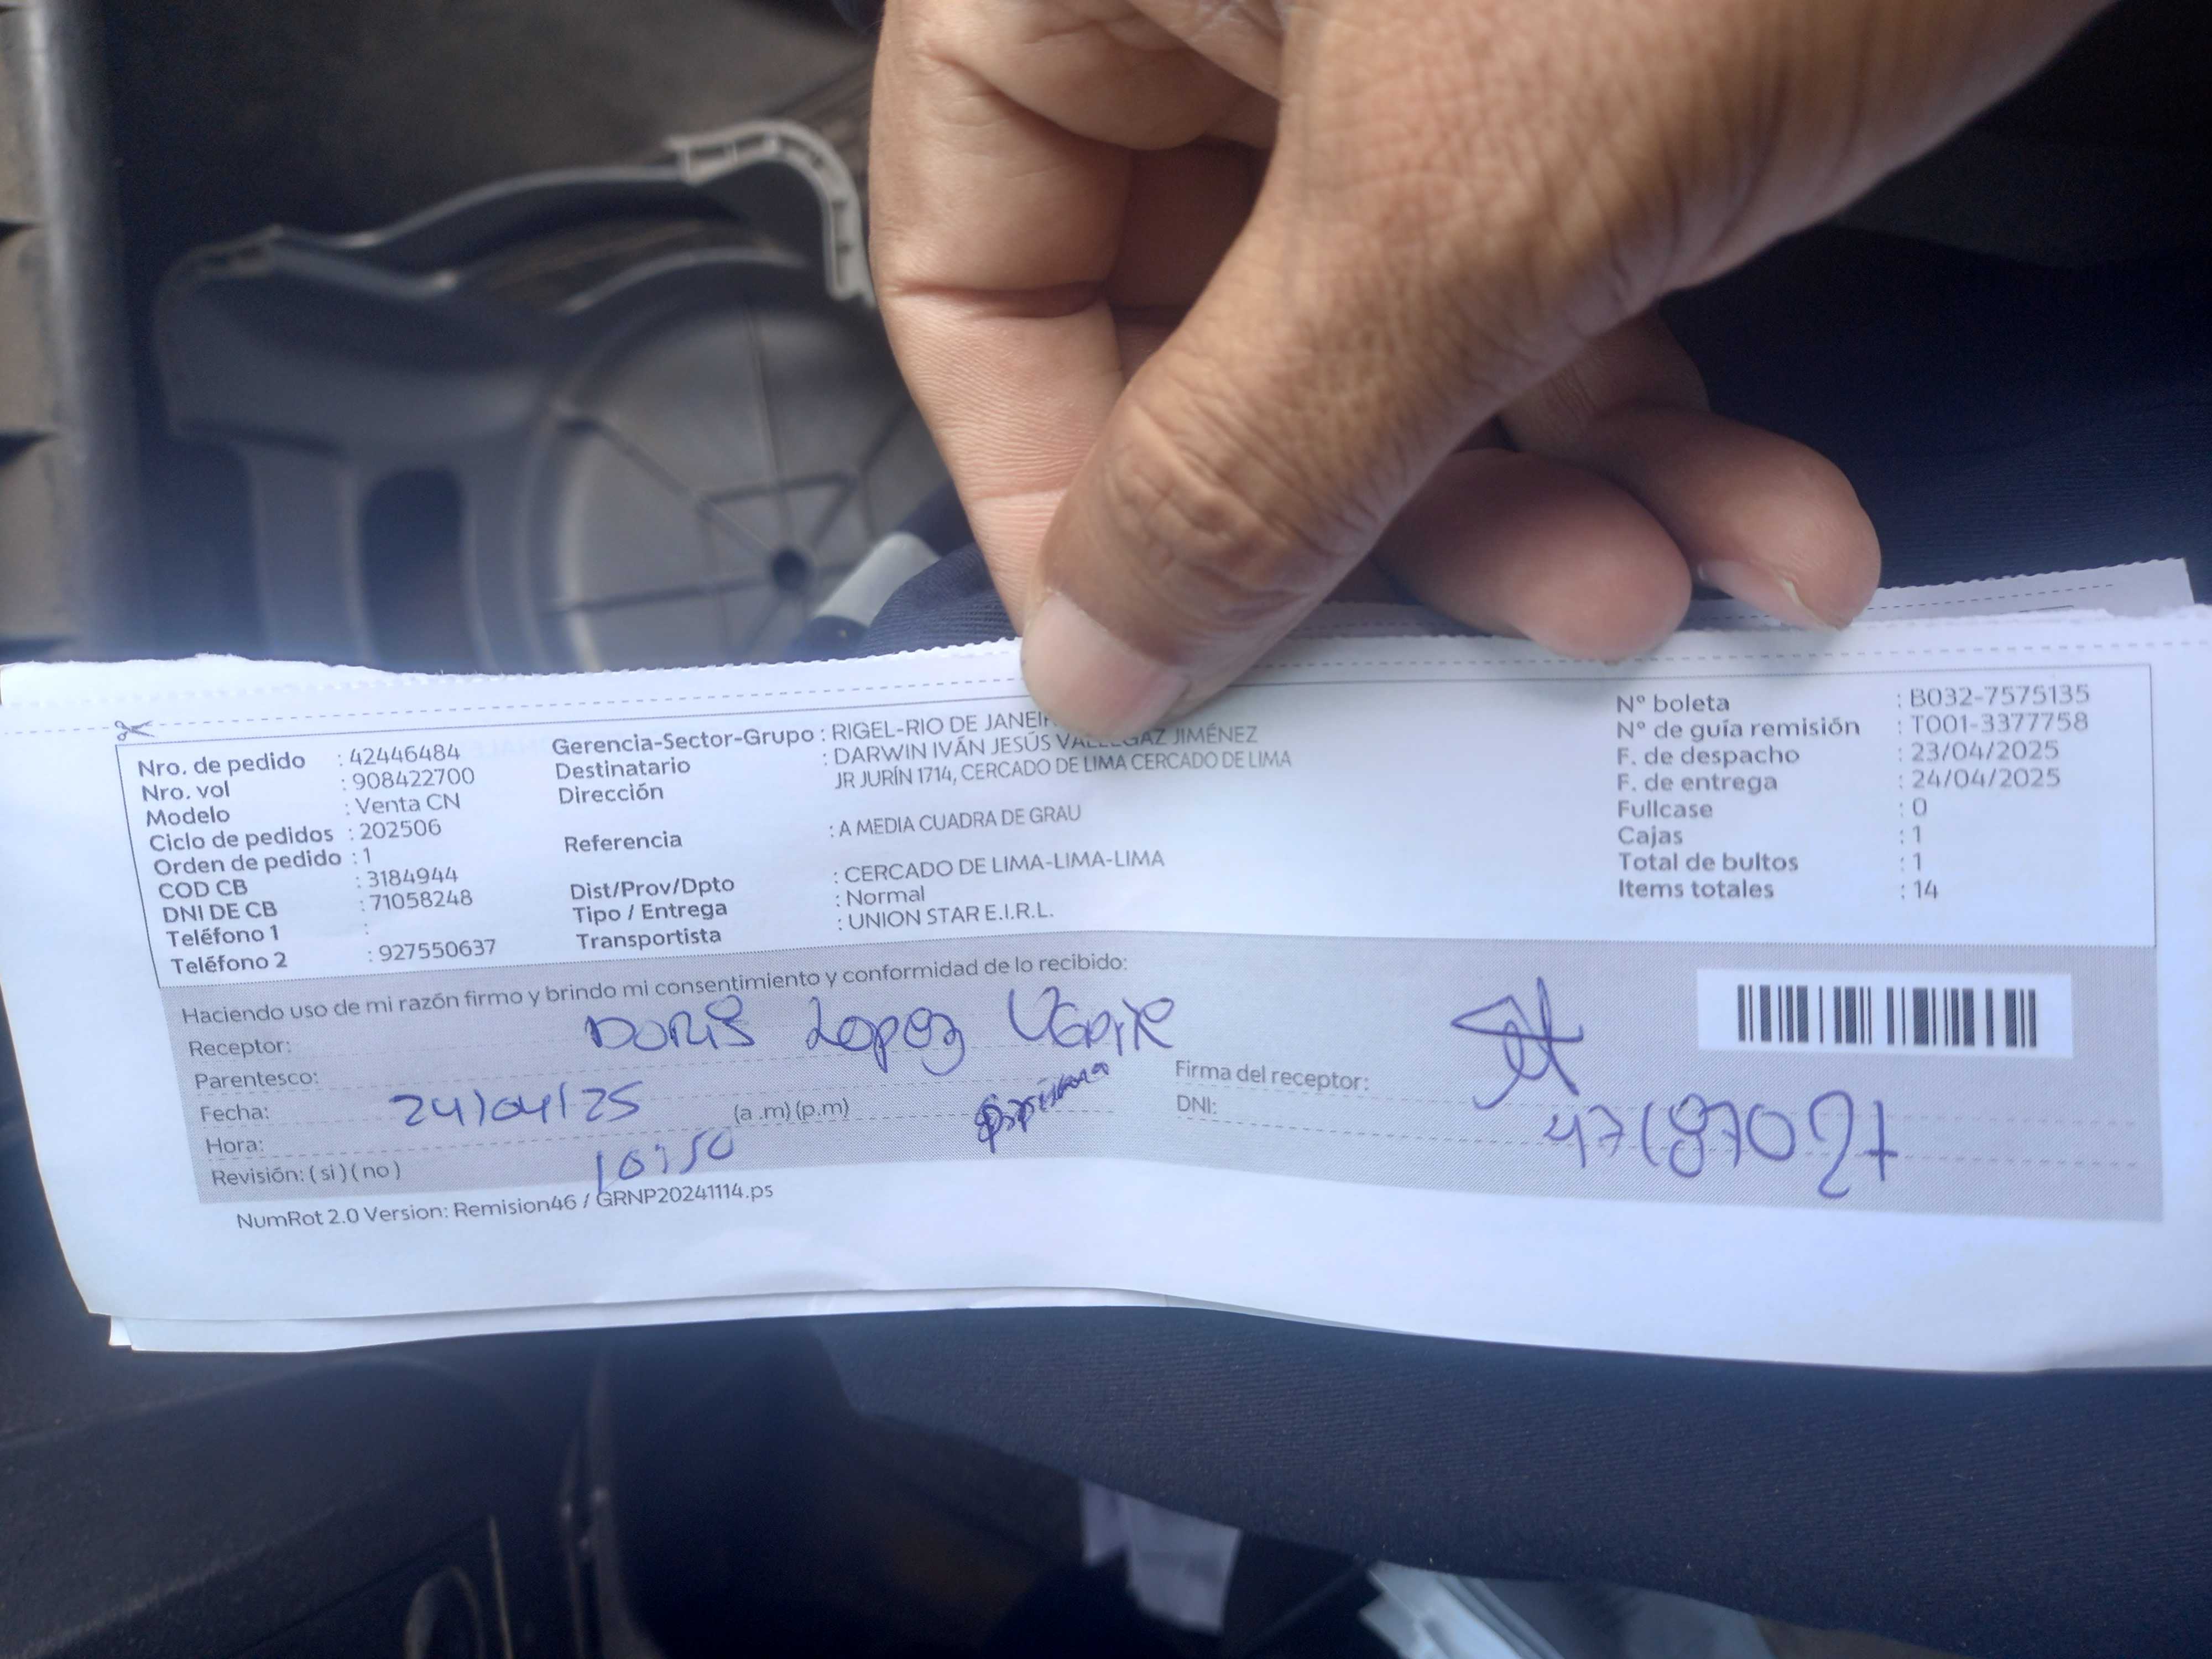 Nro. de pedido : 42446484
Nro. vol : 908422700
Modelo : Venta CN
Ciclo de pedidos : 202506
Orden de pedido : 1
COD CB : 3184944
DNI DE CB : 71058248
Teléfono 1 :
Teléfono 2 : 927550637
Gerencia-Sector-Grupo : RIGEL-RIO DE
Destinatario : DARWIN IVÁN JESÚS JIMÉNEZ
Dirección JR JURÍN 1714, CERCADO DE LIMA CERCADO DE LIMA
Referencia : A MEDIA CUADRA DE GRAU
Dist/Prov/Dpto : CERCADO DE LIMA-LIMA-LIMA
Tipo / Entrega : Normal
Transportista : UNION STAR E.I.R.L.
N° boleta : B032-7575135
N° de guía remisión : T001-3377758
F. de despacho : 23/04/2025
F. de entrega : 24/04/2025
Fullcase : 0
Cajas : 1
Total de bultos : 1
Items totales : 14
Haciendo uso de mi razón firmo y brindo mi consentimiento y conformidad de lo recibido:
Receptor: DORIS Lopez
Parentesco:
Fecha: 24/04/25 (a .m) (p.m)
Hora: 10:50
Revisión: ( si ) ( no )
Firma del receptor:
DNI:
NumRot 2.0 Version: Remision46 / GRNP20241114.ps